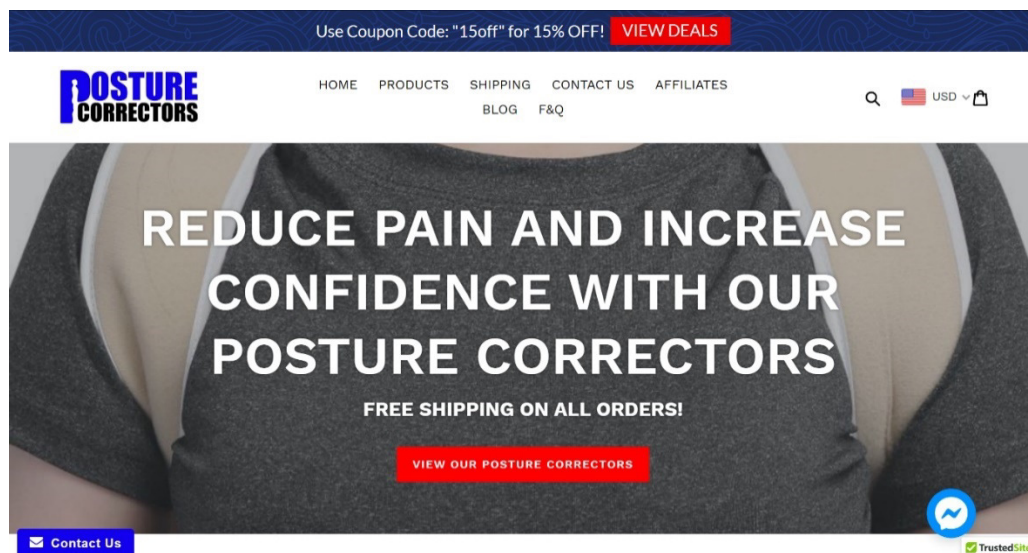 Use Coupon Code: "15off" for 15% OFF! VIEW DEALS
POSTURE
CORRECTORS
HOME PRODUCTS SHIPPING CONTACT US AFFILIATES
BLOG F&Q
USD
REDUCE PAIN AND INCREASE
CONFIDENCE WITH OUR
POSTURE CORRECTORS
FREE SHIPPING ON ALL ORDERS!
VIEW OUR POSTURE CORRECTORS
Contact Us
TrustedSite